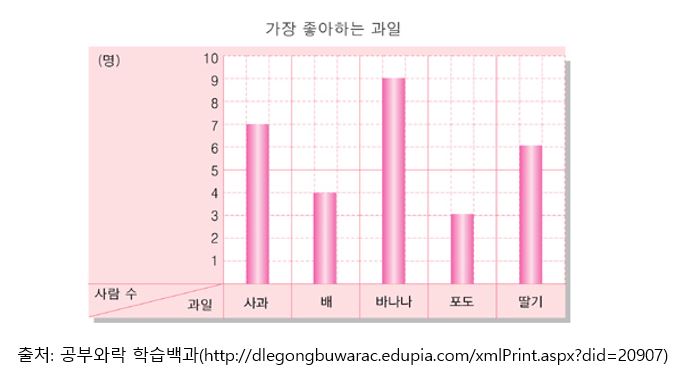 가장 좋아하는 과일
(명)
10
9
8
7
6
5
4
3
2
1
사람 수
과일
사과
배
바나나
포도
딸기
출처: 공부와락 학습백과(http://dlegongbuwarac.edupia.com/xmlPrint.aspx?did=20907)